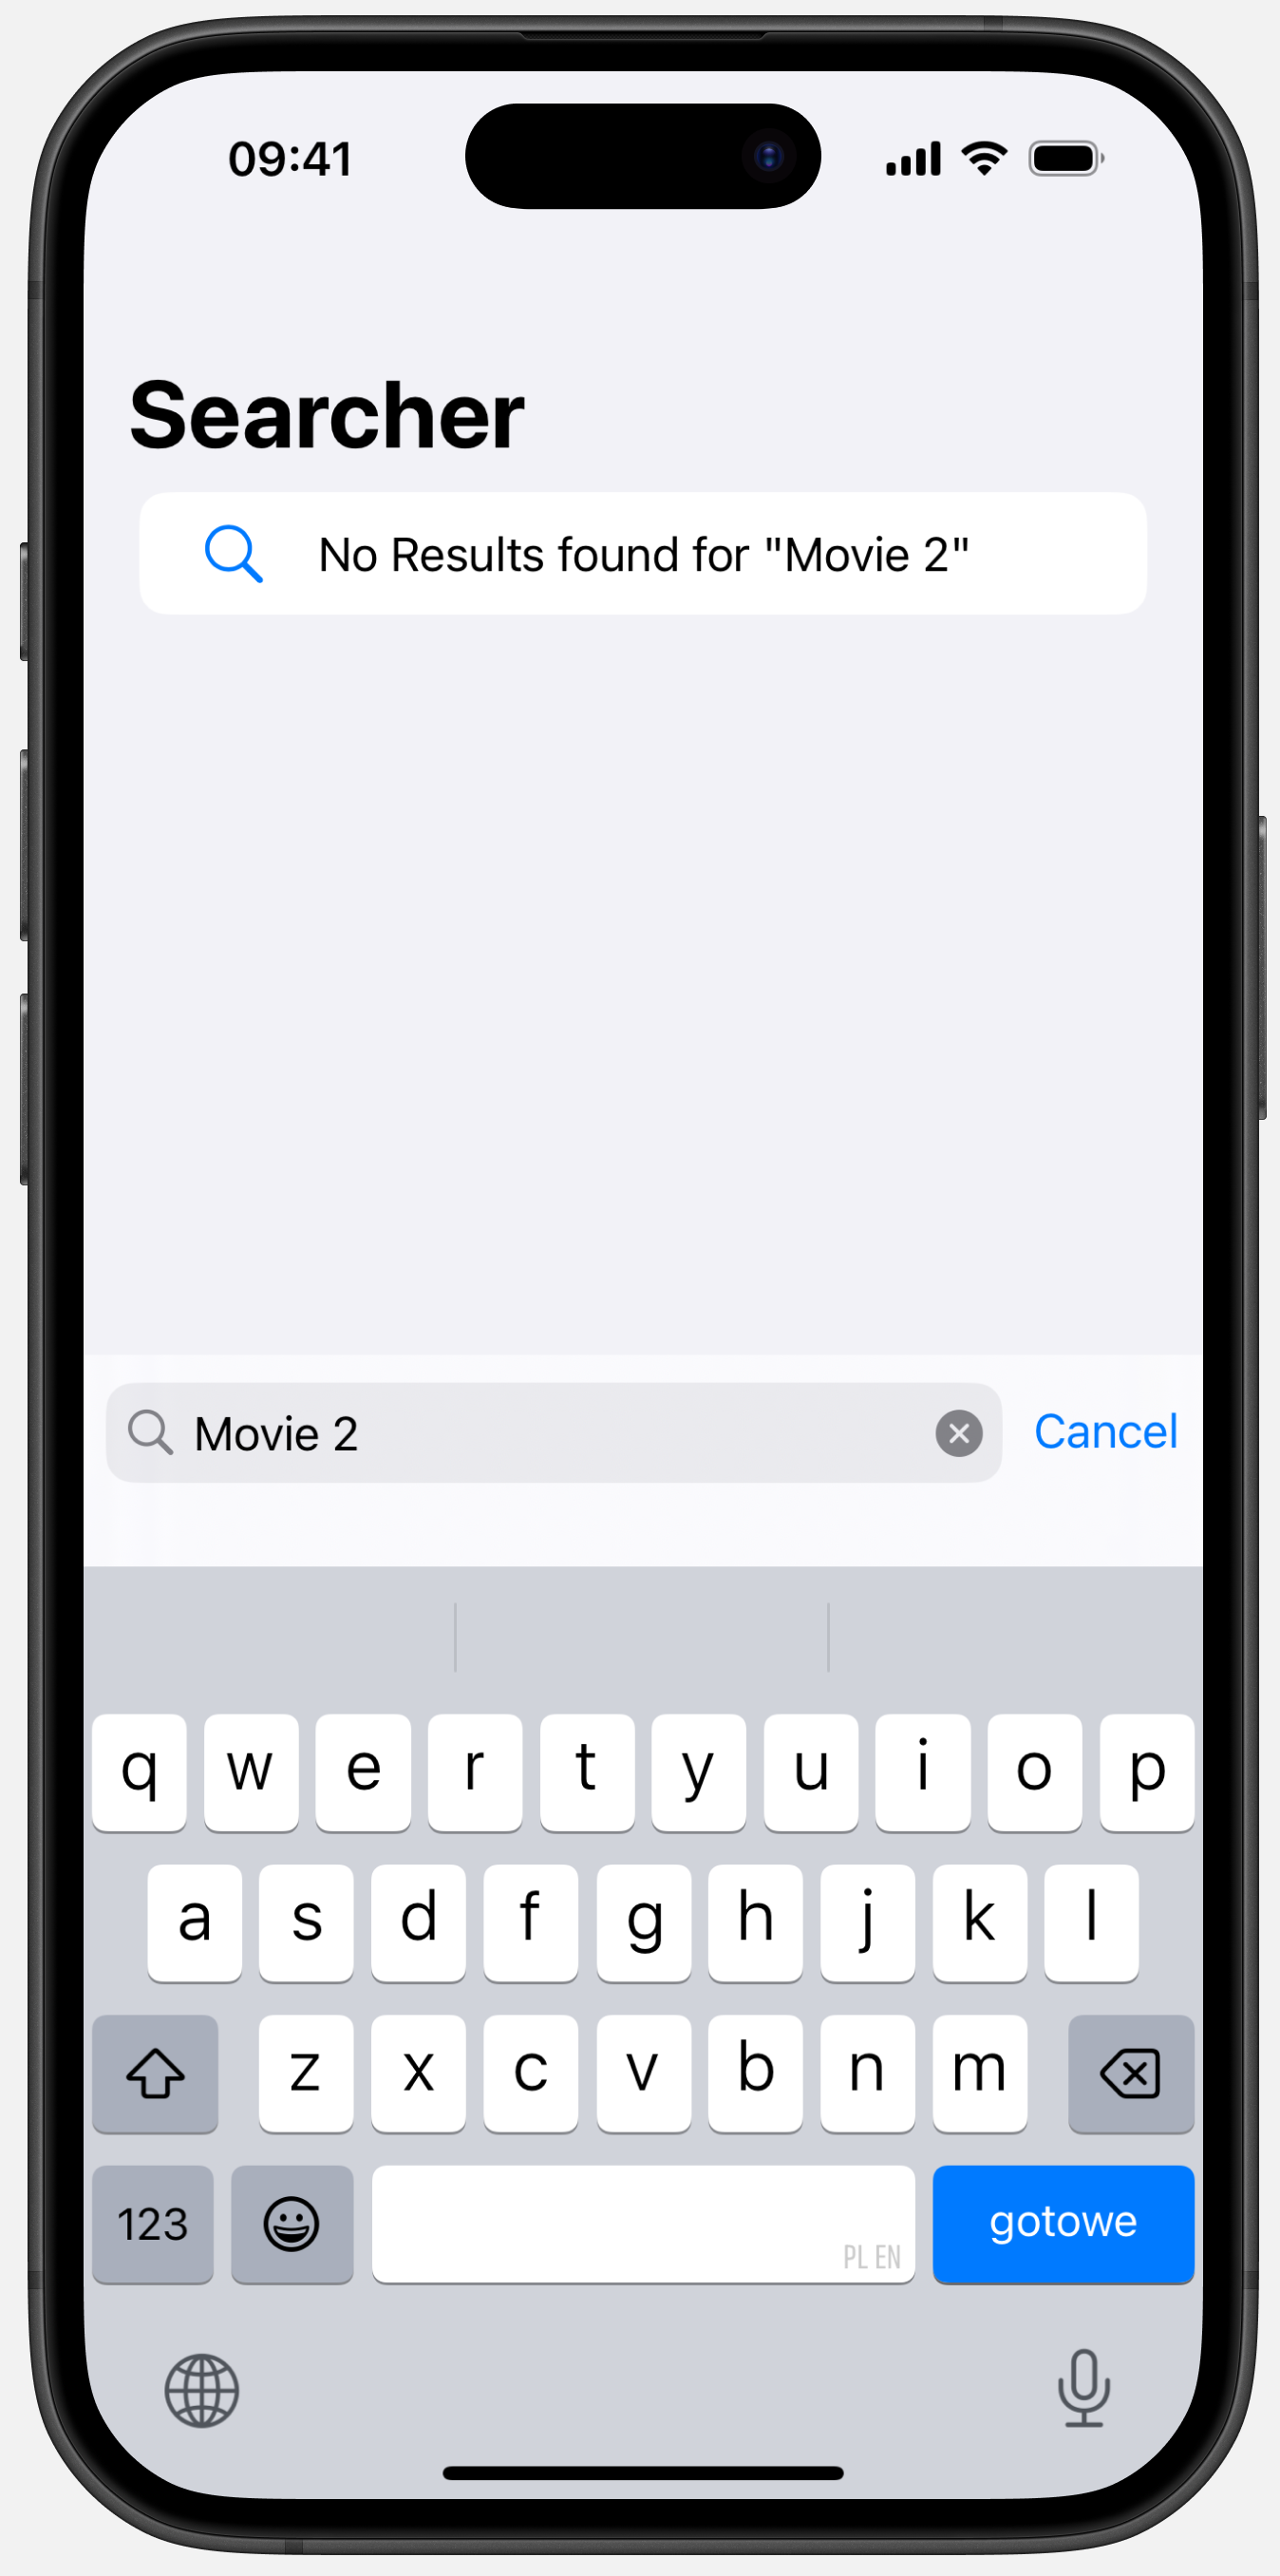 09:41
Searcher
No Results found for "Movie 2"
Movie 2
Cancel
q w e r t y u i o p
a s d f g h j k l
z x c v b n m
123
PL EN
gotowe